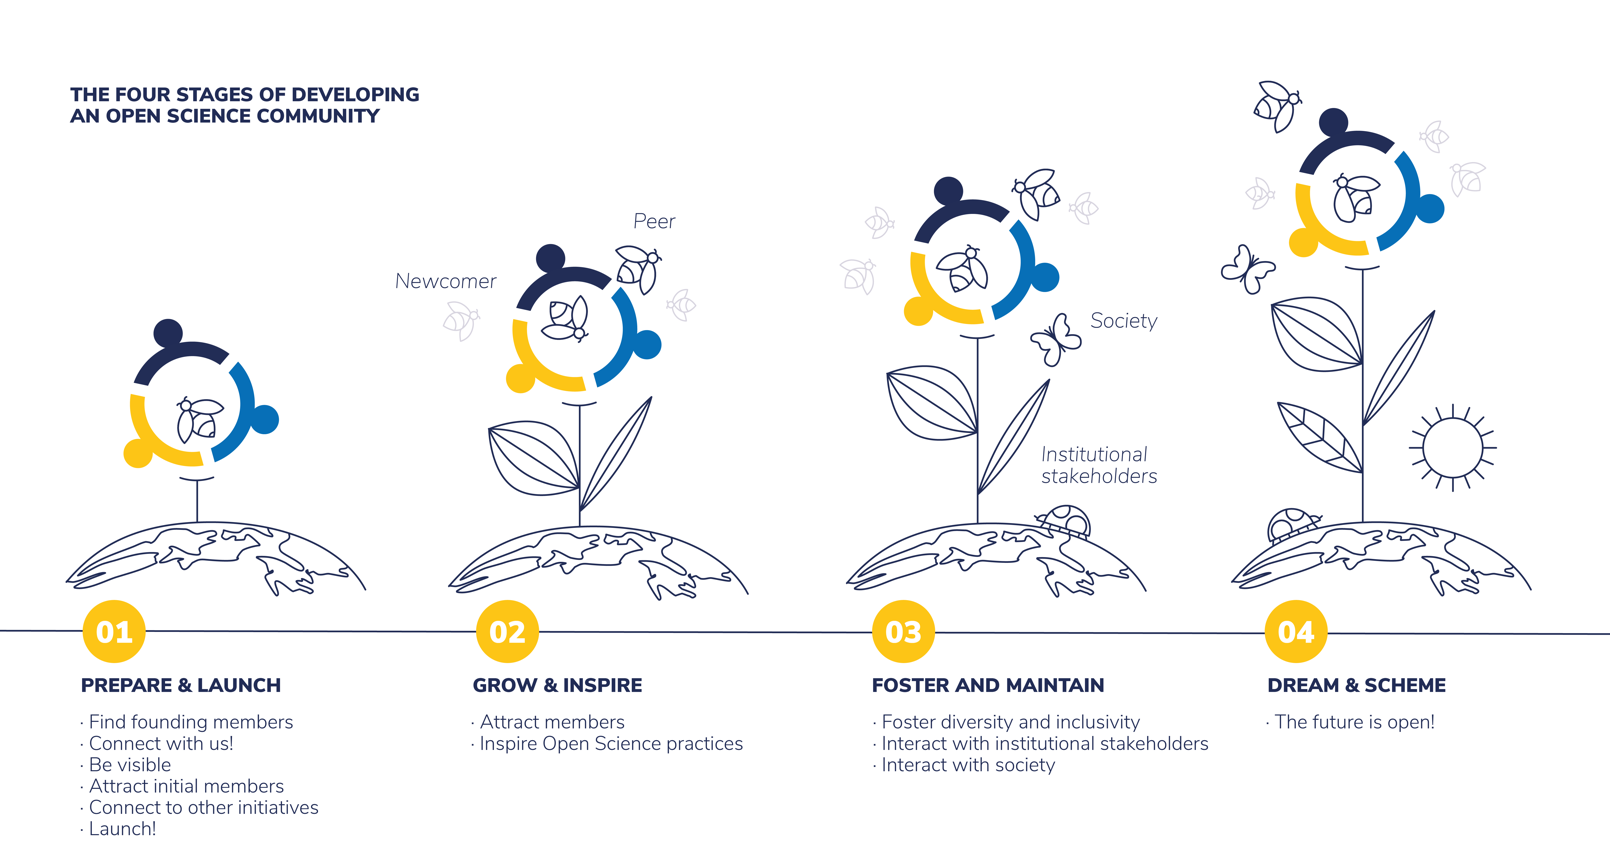 THE FOUR STAGES OF DEVELOPING
AN OPEN SCIENCE COMMUNITY
Peer
Newcomer
Society
Institutional
stakeholders
01
PREPARE & LAUNCH
· Find founding members
· Connect with us!
· Be visible
· Attract initial members
· Connect to other initiatives
· Launch!
02
GROW & INSPIRE
· Attract members
· Inspire Open Science practices
03
FOSTER AND MAINTAIN
· Foster diversity and inclusivity
· Interact with institutional stakeholders
· Interact with society
04
DREAM & SCHEME
· The future is open!